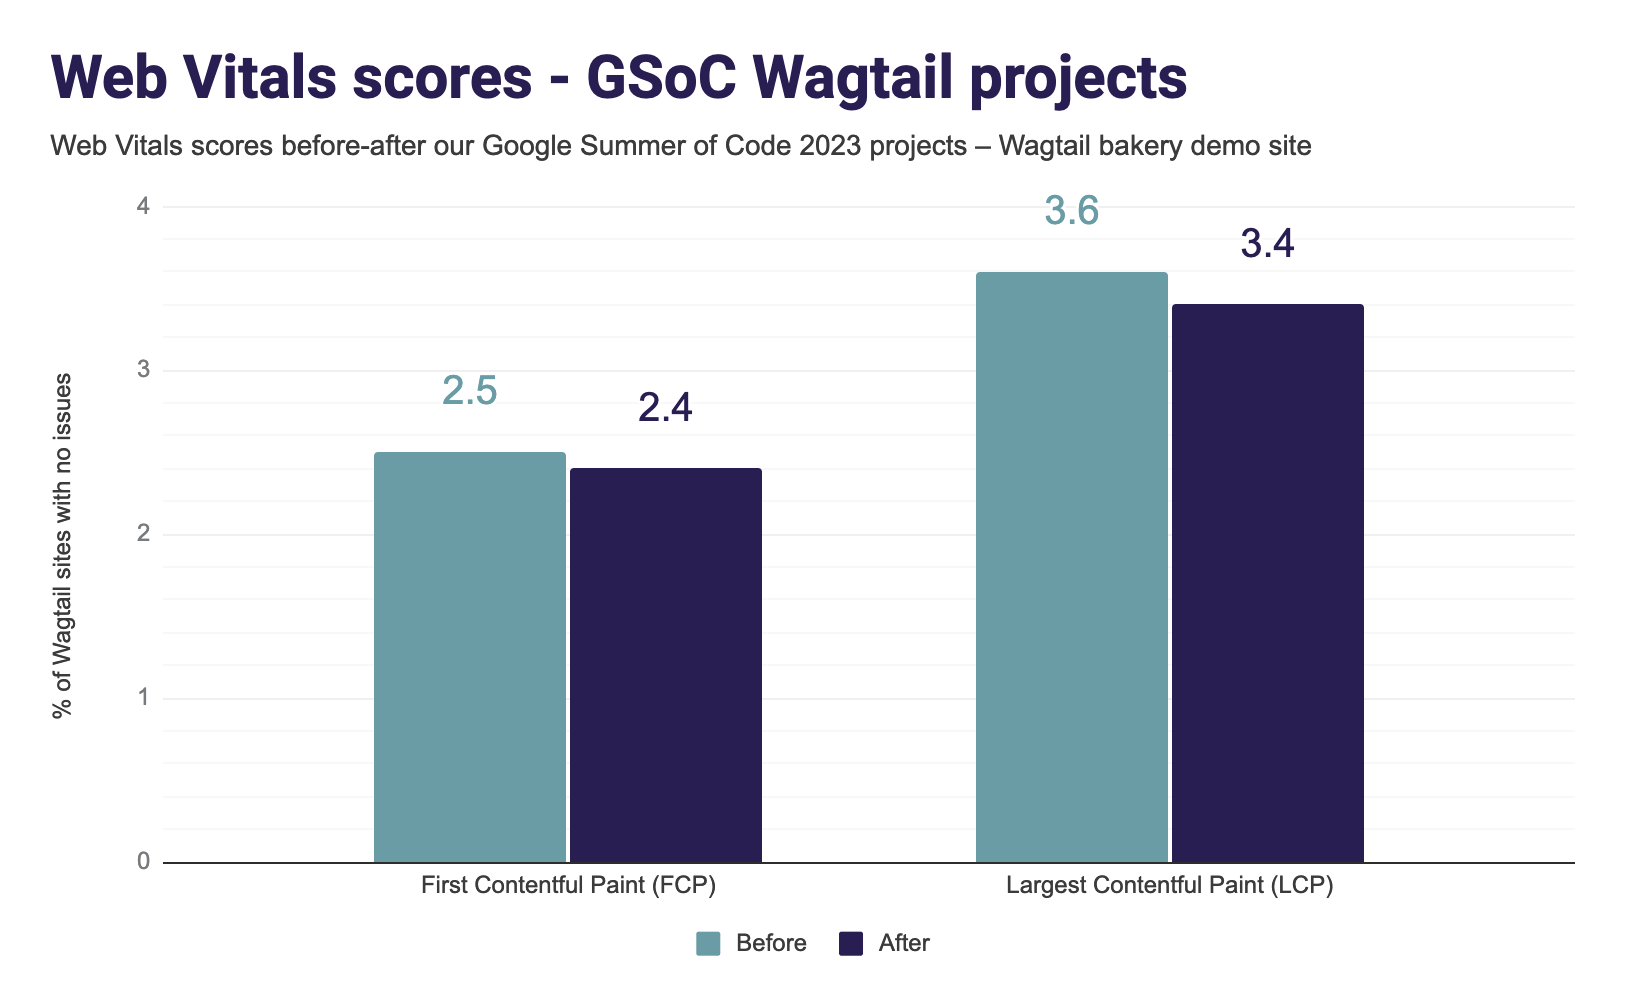 Web Vitals scores - GSoC Wagtail projects
Web Vitals scores before-after our Google Summer of Code 2023 projects – Wagtail bakery demo site
% of Wagtail sites with no issues
4
3
2
1
0
2.5
2.4
3.6
3.4
First Contentful Paint (FCP)
Largest Contentful Paint (LCP)
Before
After